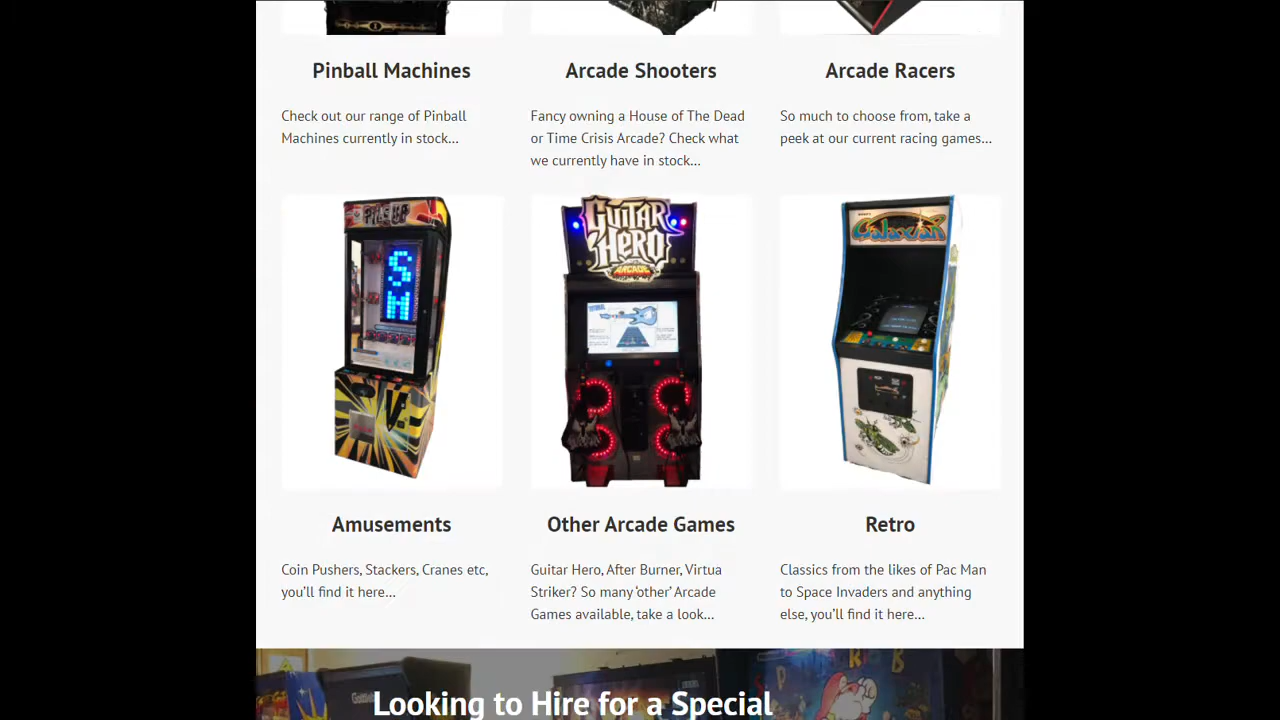 Pinball Machines
Arcade Shooters
Arcade Racers
Check out our range of Pinball
Machines currently in stock...
Fancy owning a House of The Dead
or Time Crisis Arcade? Check what
we currently have in stock...
So much to choose from, take a
peek at our current racing games...
PILE UP
S
GUITAR
HERO
ARCADE
Galaxian
Amusements
Other Arcade Games
Retro
Coin Pushers, Stackers, Cranes etc,
you’ll find it here...
Guitar Hero, After Burner, Virtua
Striker? So many ‘other’ Arcade
Games available, take a look...
Classics from the likes of Pac Man
to Space Invaders and anything
else, you’ll find it here...
Looking to Hire for a Special